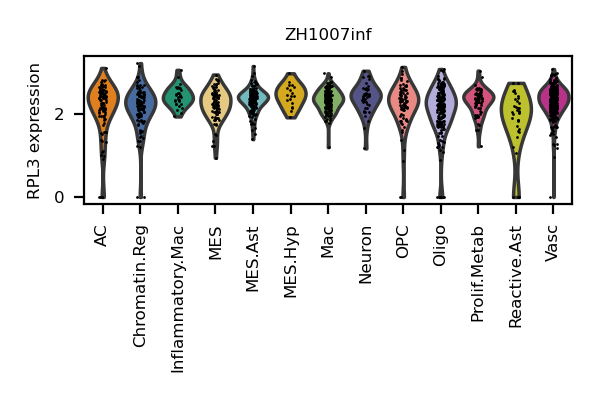 ZH1007inf
RPL3 expression
2
0
AC
Chromatin.Reg
Inflammatory.Mac
MES
MES.Ast
MES.Hyp
Mac
Neuron
OPC
Oligo
Prolif.Metab
Reactive.Ast
Vasc